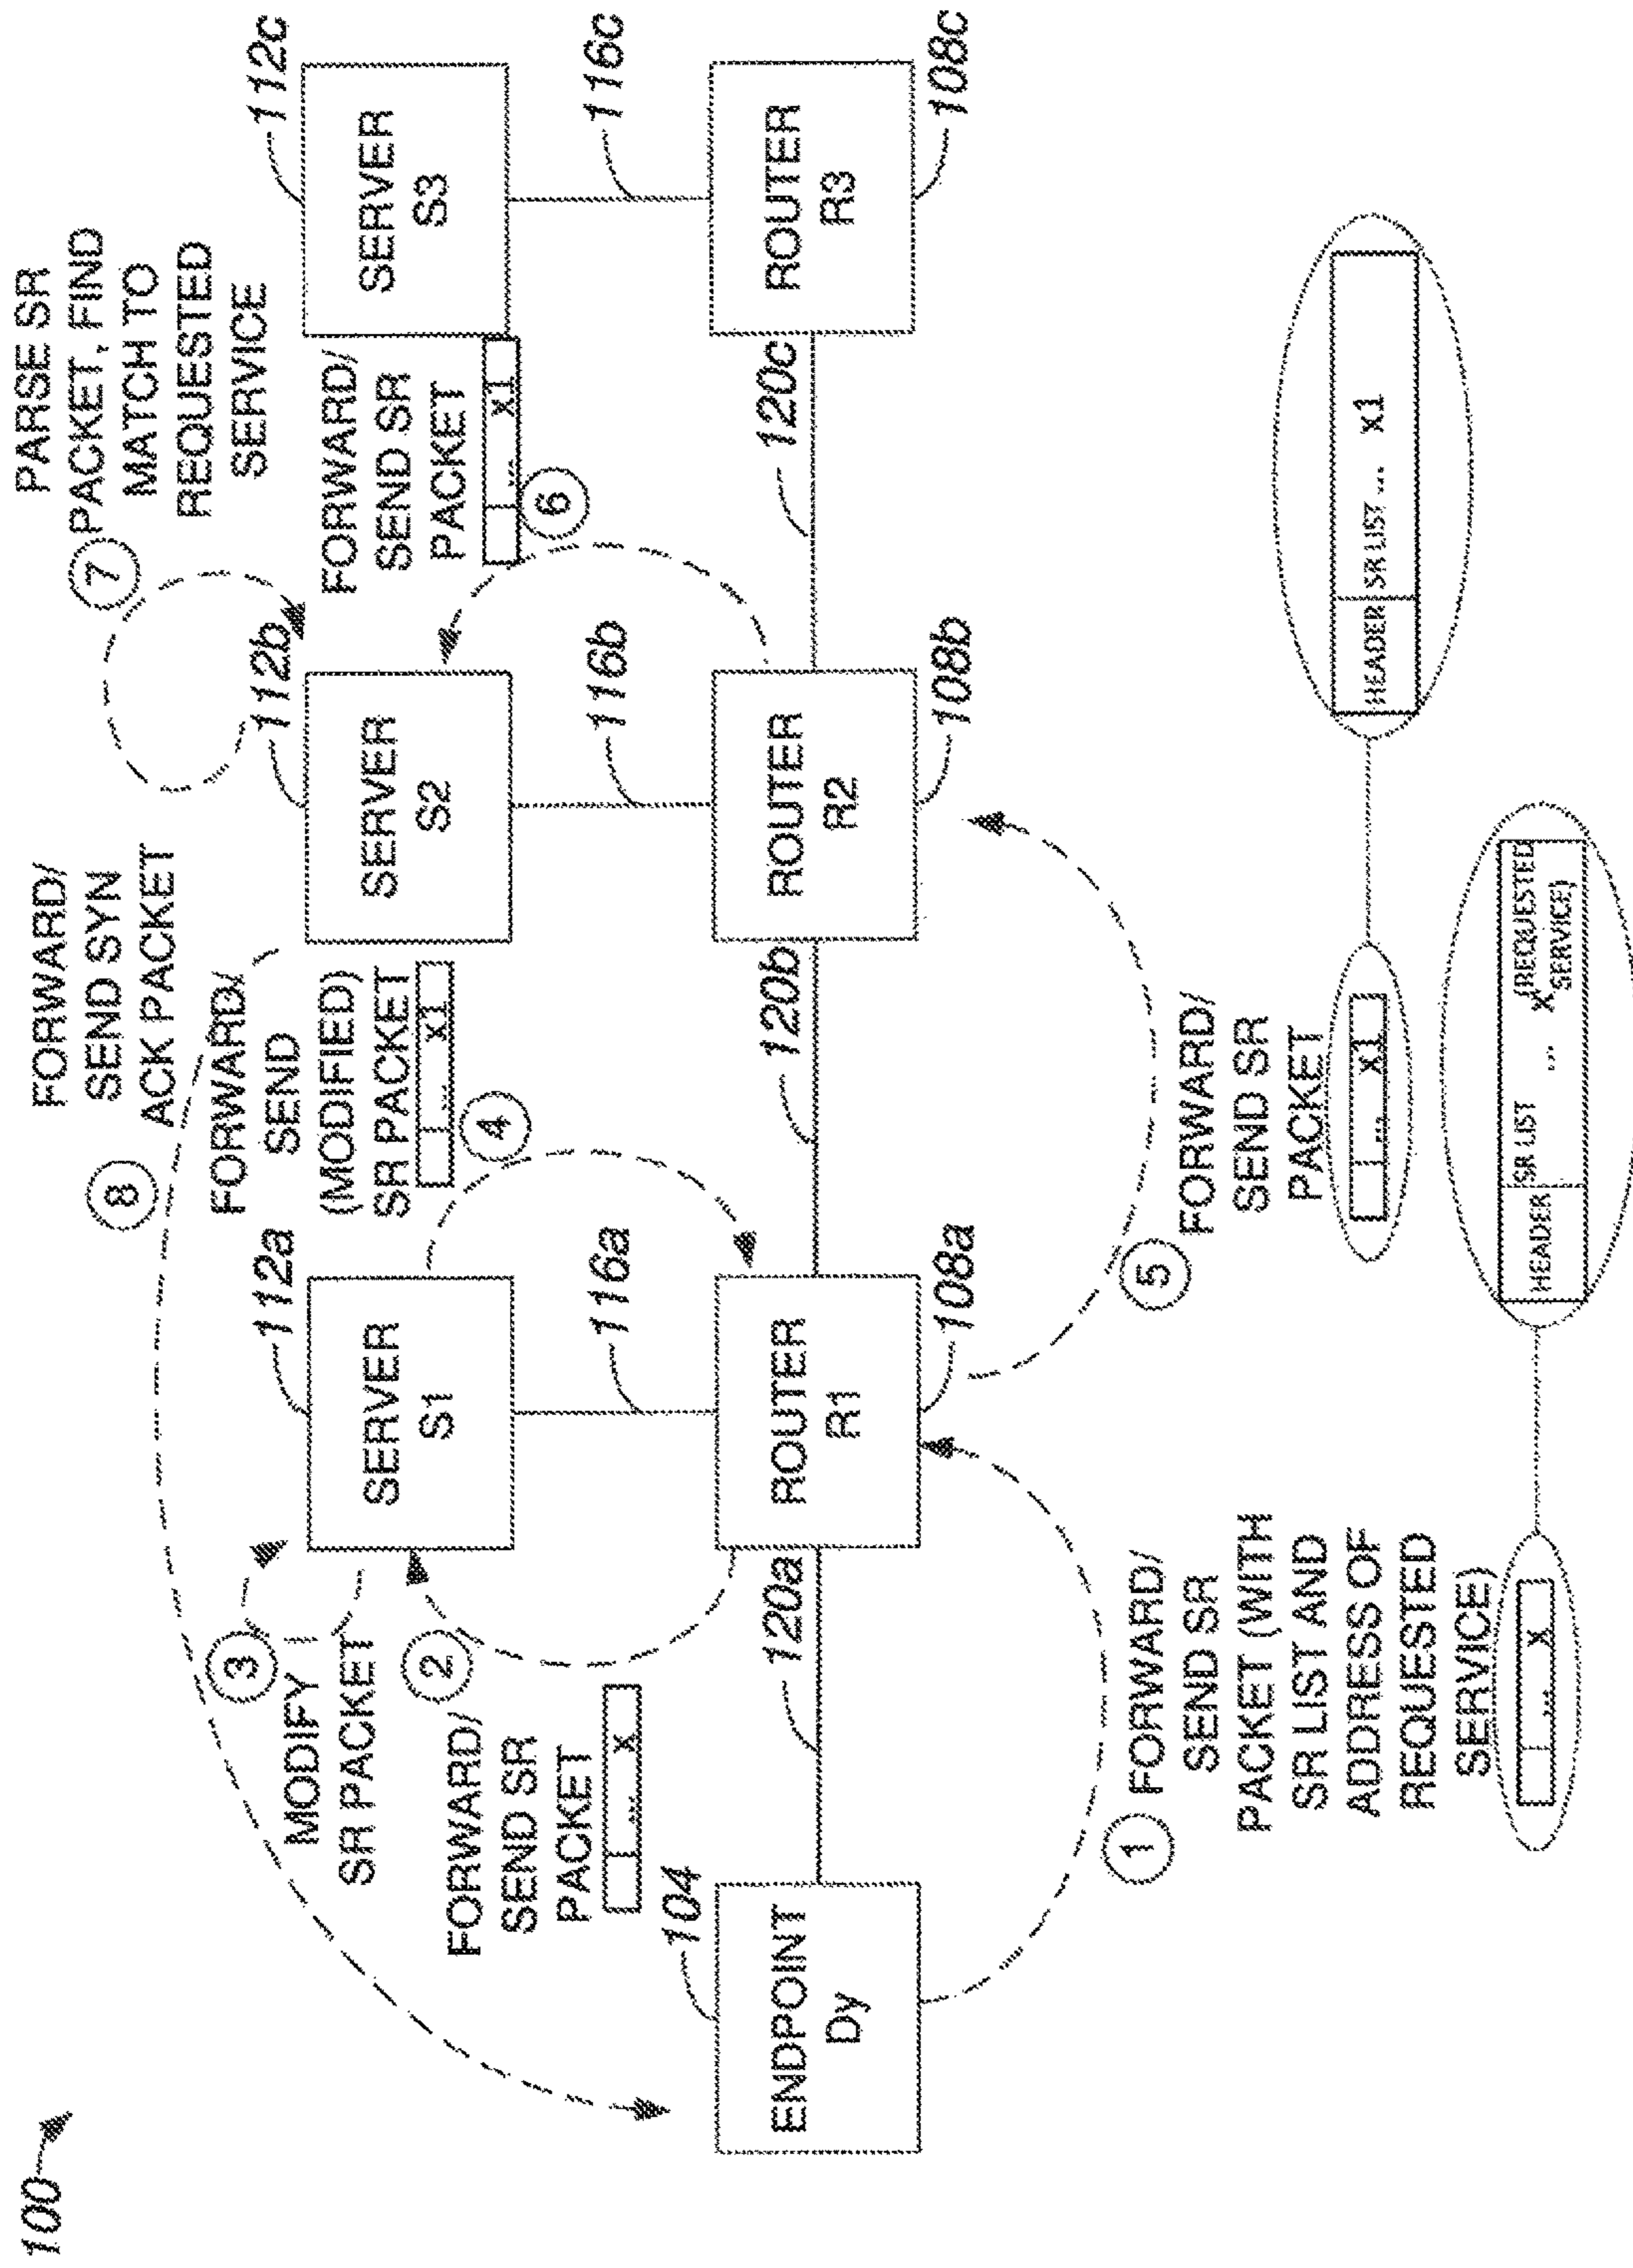 100
FORWARD/
SEND SYN
ACK PACKET
8
PARSE SR
PACKET, FIND
MATCH TO
REQUESTED
SERVICE
7
3
MODIFY
SR PACKET
112a
SERVER
S1
FORWARD/
SEND
(MODIFIED)
SR PACKET
... x1
4
112b
SERVER
S2
FORWARD/
SEND SR
PACKET
... x1
6
112c
SERVER
S3
2
FORWARD/
SEND SR
PACKET
... X
116a
116b
116c
104
ENDPOINT
Dy
120a
ROUTER
R1
108a
120b
ROUTER
R2
108b
120c
ROUTER
R3
108c
1
FORWARD/
SEND SR
PACKET (WITH
SR LIST AND
ADDRESS OF
REQUESTED
SERVICE)
... X
5
FORWARD/
SEND SR
PACKET
... x1
HEADER
SR LIST ... x1
HEADER
SR LIST
... X
(REQUESTED
SERVICE)